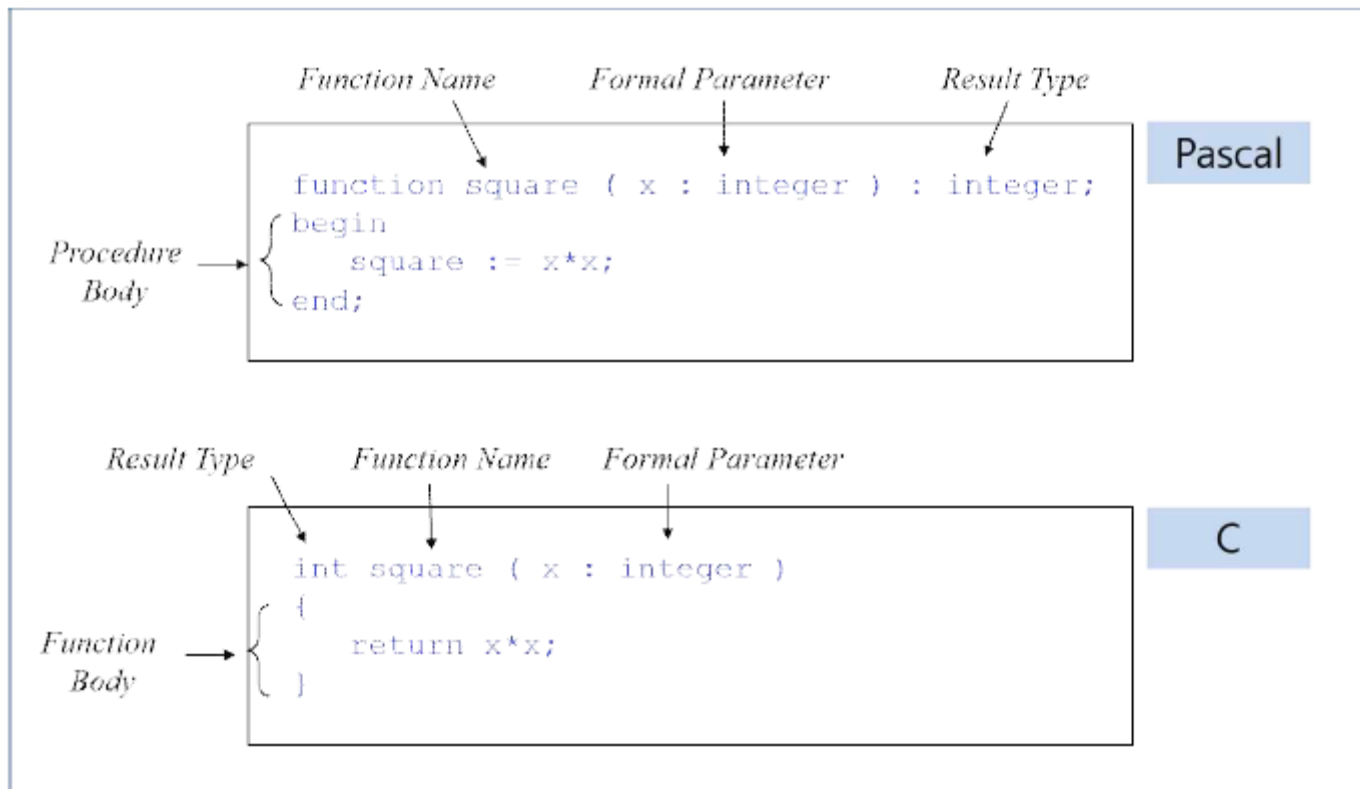 Function Name Formal Parameter Result Type
Pascal
function square ( x : integer ) : integer;
begin
Procedure
Body
square := x*x;
end;
Result Type Function Name Formal Parameter
C
int square ( x : integer )
{
Function
Body
return x*x;
}